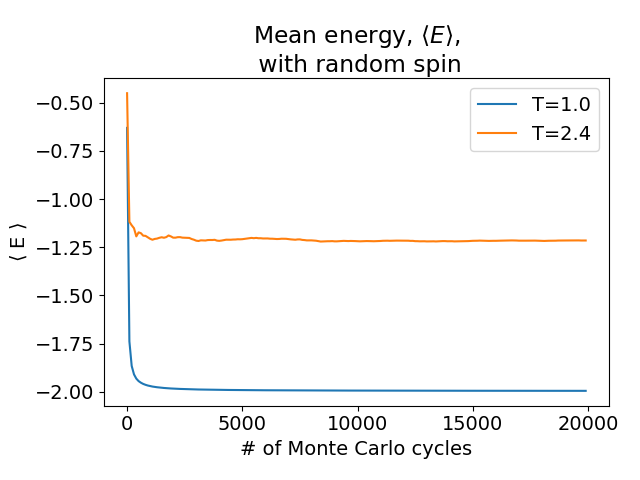 Mean energy, ⟨E⟩,
with random spin
T=1.0
T=2.4
⟨ E ⟩
−0.50
−0.75
−1.00
−1.25
−1.50
−1.75
−2.00
0 5000 10000 15000 20000
# of Monte Carlo cycles